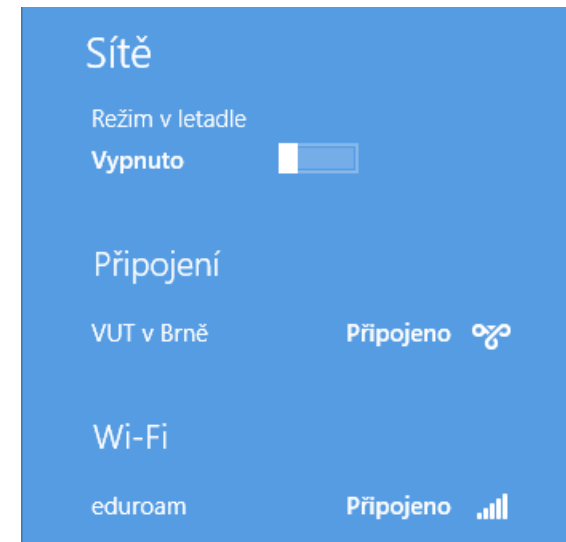 Sítě
Režim v letadle
Vypnuto
Připojení
VUT v Brně Připojeno
Wi-Fi
eduroam Připojeno